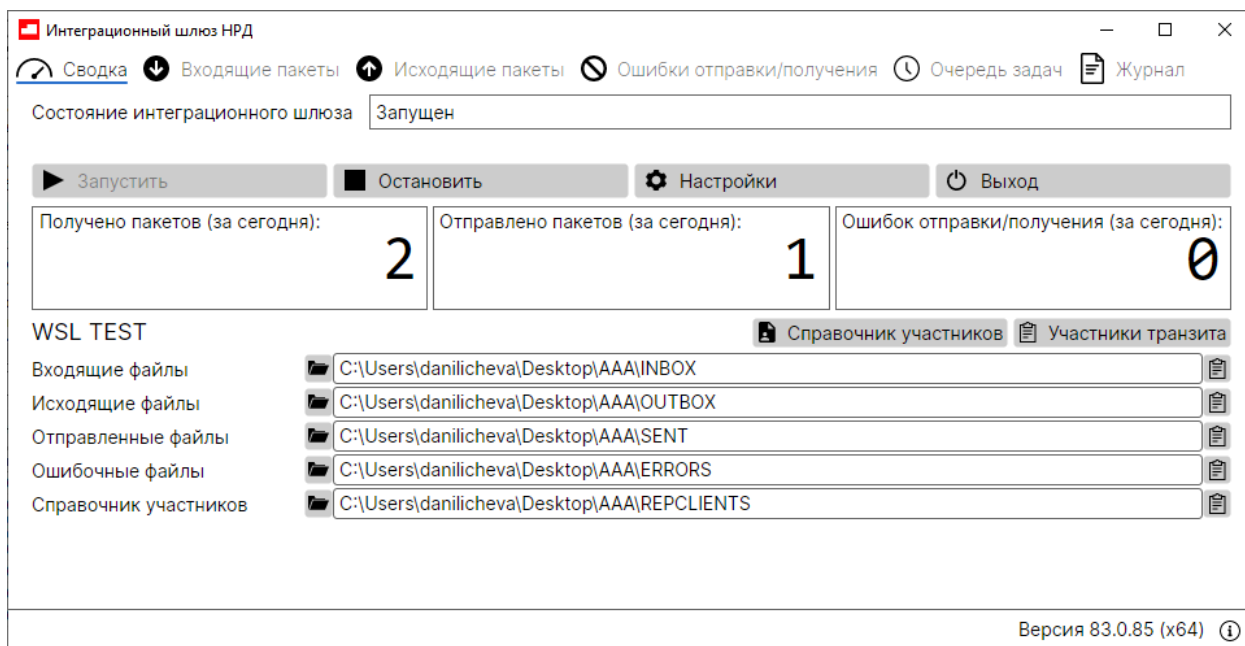 Интеграционный шлюз НРД
Сводка Входящие пакеты Исходящие пакеты Ошибки отправки/получения Очередь задач Журнал
Состояние интеграционного шлюза Запущен
Запустить Остановить Настройки Выход
Получено пакетов (за сегодня): Отправлено пакетов (за сегодня): Ошибок отправки/получения (за сегодня):
2 1 0
WSL TEST Справочник участников Участники транзита
Входящие файлы C:\Users\danilicheva\Desktop\AAA\INBOX
Исходящие файлы C:\Users\danilicheva\Desktop\AAA\OUTBOX
Отправленные файлы C:\Users\danilicheva\Desktop\AAA\SENT
Ошибочные файлы C:\Users\danilicheva\Desktop\AAA\ERRORS
Справочник участников C:\Users\danilicheva\Desktop\AAA\REPCLIENTS
Версия 83.0.85 (x64)